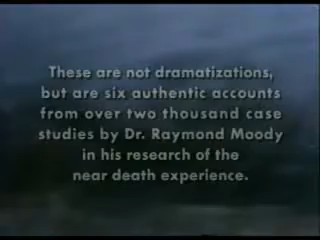 These are not dramatizations,
but are six authentic accounts
from over two thousand case
studies by Dr. Raymond Moody
in his research of the
near death experience.